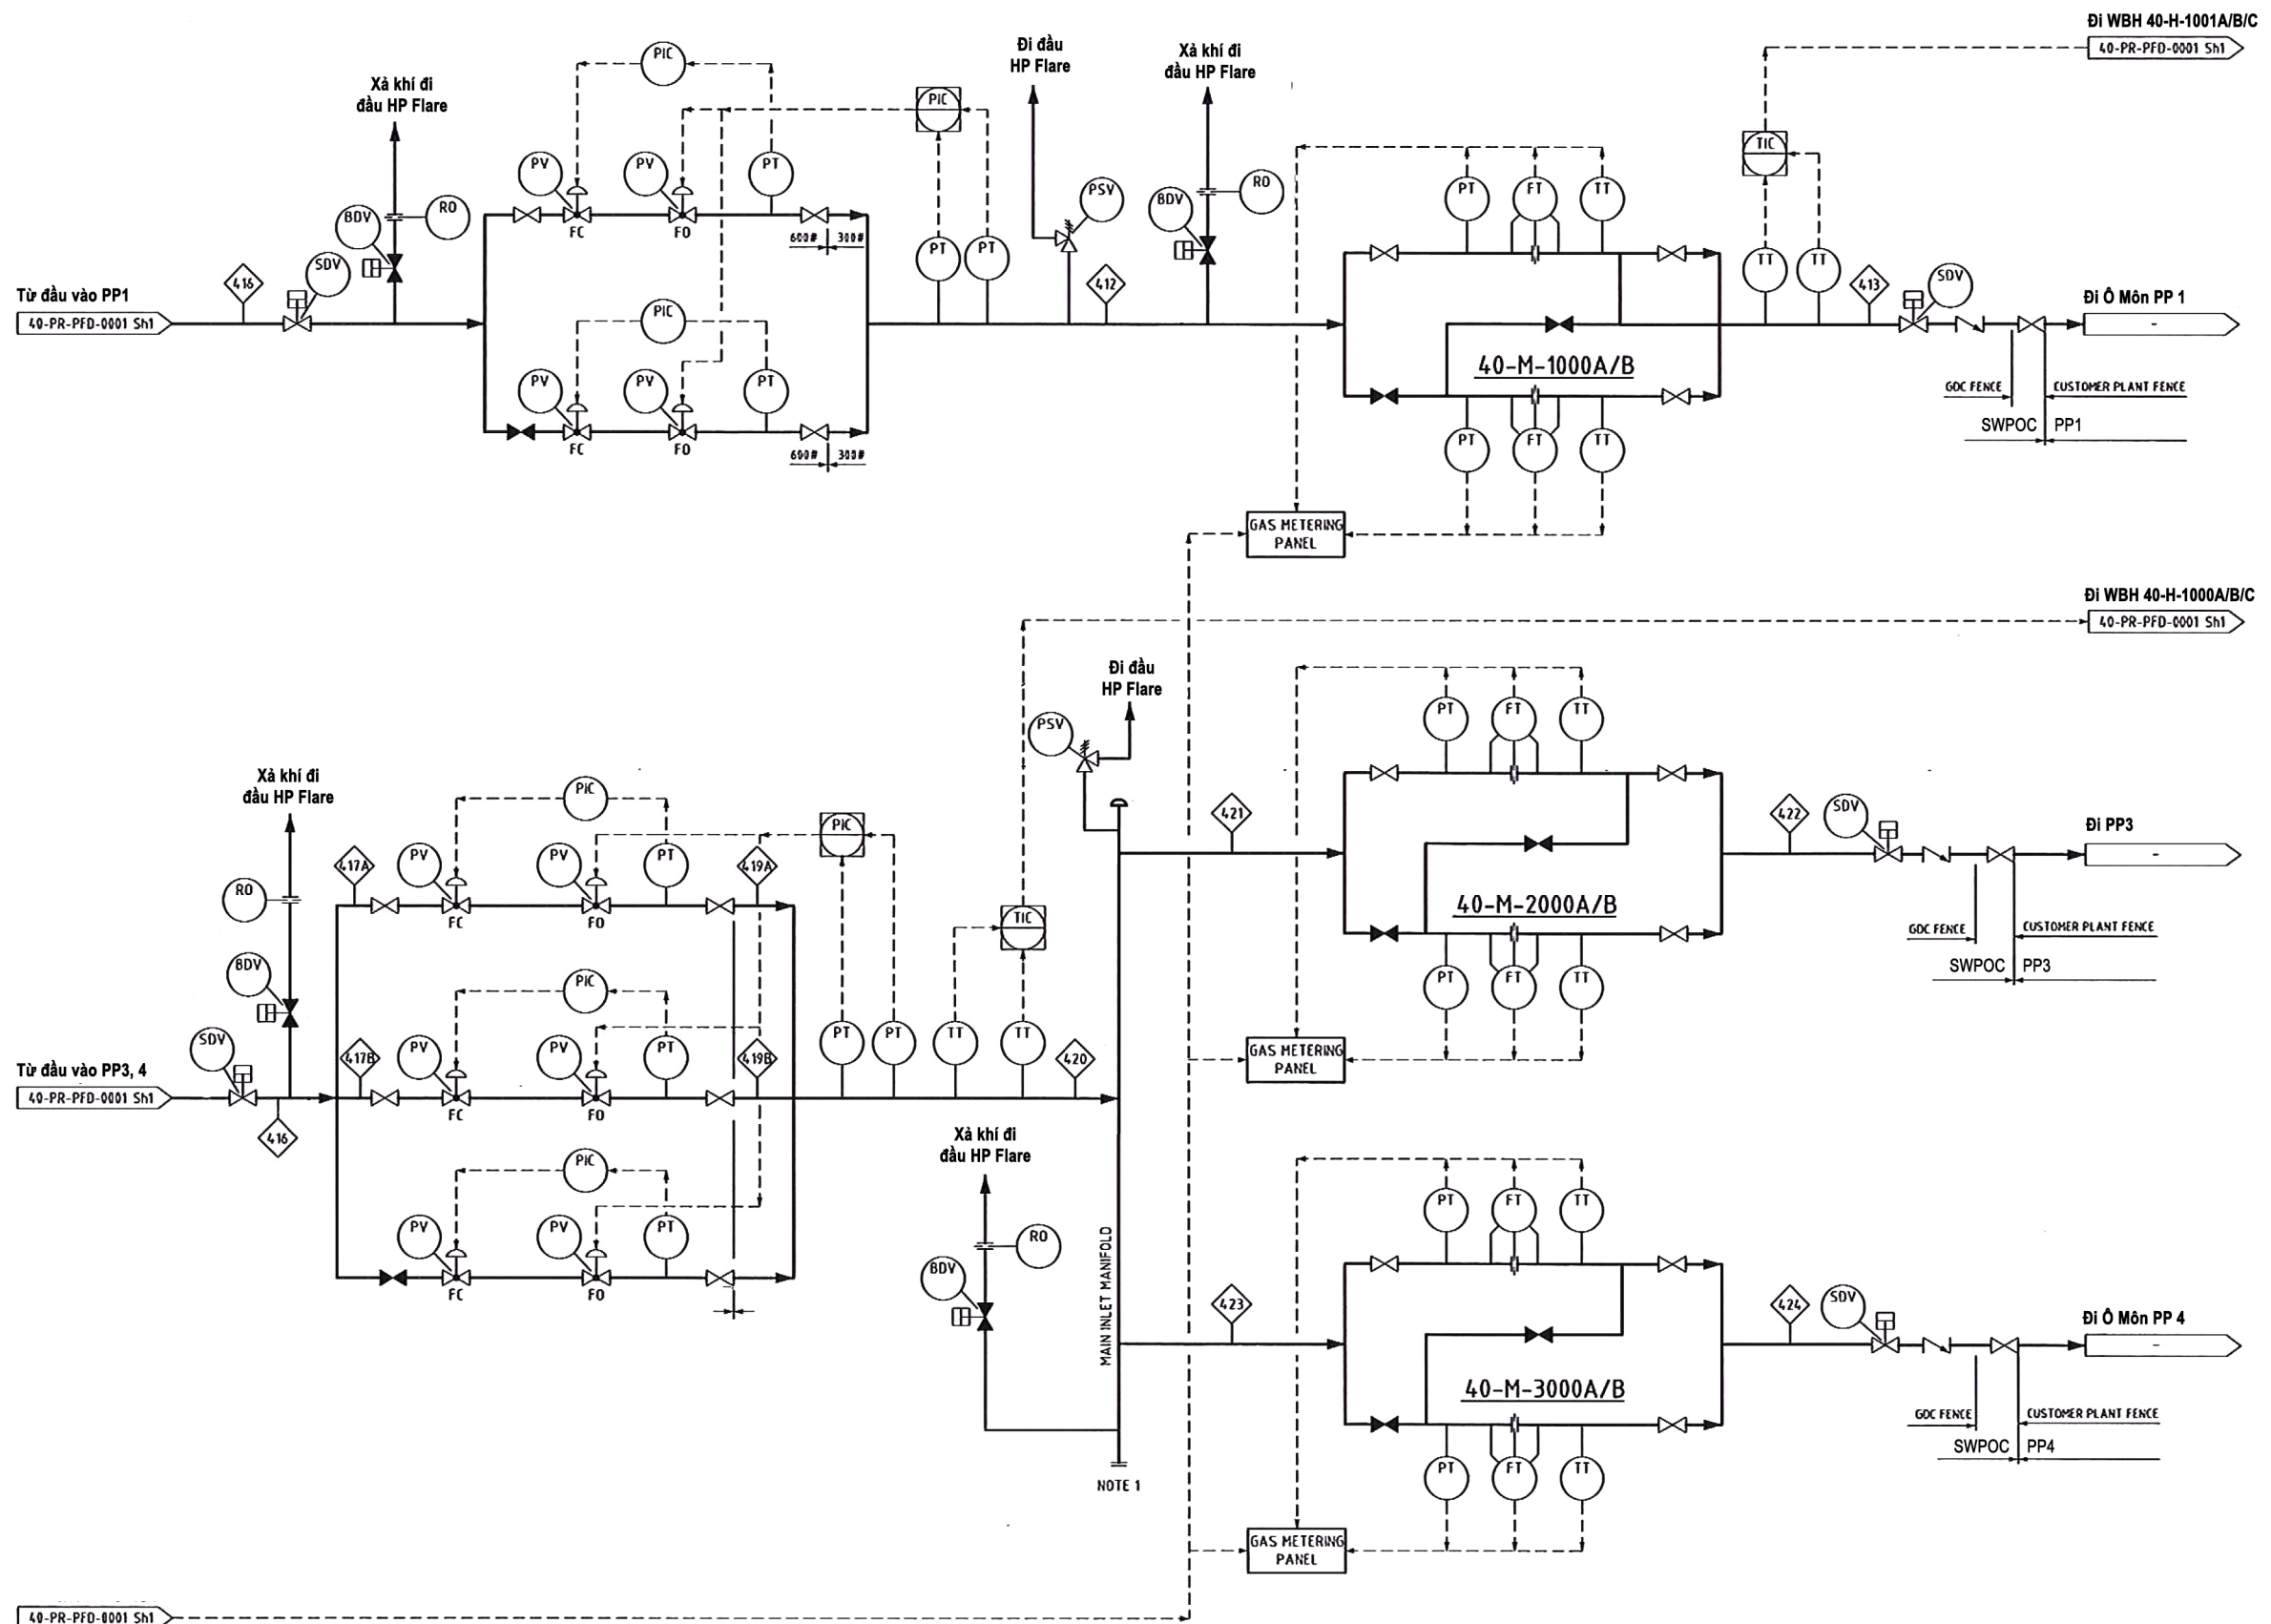 Đi WBH 40-H-1001A/B/C
40-PR-PFD-0001 Sh1
Đi đầu
HP Flare
Xả khí đi
đầu HP Flare
Xả khí đi
đầu HP Flare
PIC
PIC
TIC
PV
PV
PT
PSV
BDV
RO
PT
FT
TT
BDV
RO
FC
FO
600#
300#
SDV
PT
PT
TT
TT
416
412
413
SDV
Từ đầu vào PP1
40-PR-PFD-0001 Sh1
Đi Ô Môn PP 1
-
PIC
PV
PV
PT
40-M-1000A/B
GDC FENCE
CUSTOMER PLANT FENCE
SWPOC
PP1
FC
FO
600#
300#
PT
FT
TT
GAS METERING
PANEL
Đi WBH 40-H-1000A/B/C
40-PR-PFD-0001 Sh1
Đi đầu
HP Flare
PSV
PT
FT
TT
Xả khí đi
đầu HP Flare
PIC
PIC
421
422
SDV
Đi PP3
-
PV
PV
PT
417A
419A
RO
FC
FO
TIC
40-M-2000A/B
GDC FENCE
CUSTOMER PLANT FENCE
SWPOC
PP3
BDV
PIC
PT
FT
TT
SDV
417B
PV
PV
PT
419B
PT
PT
TT
TT
420
GAS METERING
PANEL
Từ đầu vào PP3, 4
40-PR-PFD-0001 Sh1
FC
FO
416
Xả khí đi
đầu HP Flare
PIC
PT
FT
TT
PV
PV
PT
RO
BDV
FC
FO
MAIN INLET MANIFOLD
423
424
SDV
Đi Ô Môn PP 4
-
40-M-3000A/B
GDC FENCE
CUSTOMER PLANT FENCE
SWPOC
PP4
PT
FT
TT
NOTE 1
GAS METERING
PANEL
40-PR-PFD-0001 Sh1